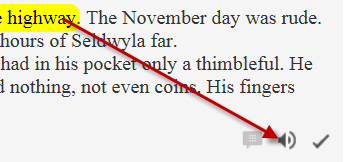 e highway. The November day was rude.
hours of Seldwyla far.
had in his pocket only a thimbleful. He
d nothing, not even coins. His fingers